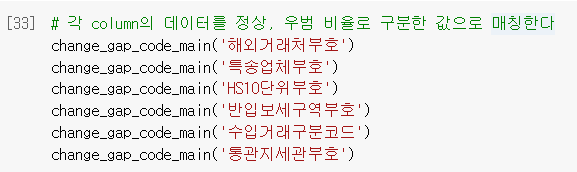 [33] # 각 column의 데이터를 정상, 우범 비율로 구분한 값으로 매칭한다
change_gap_code_main('해외거래처부호')
change_gap_code_main('특송업체부호')
change_gap_code_main('HS10단위부호')
change_gap_code_main('반입보세구역부호')
change_gap_code_main('수입거래구분코드')
change_gap_code_main('통관지세관부호')